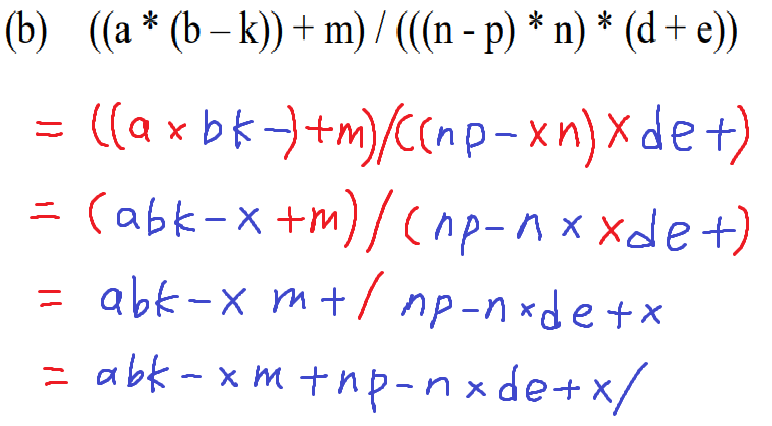 (b) ((a * (b – k)) + m) / (((n - p) * n) * (d + e))
= ((a × bk-)+m)/((np-×n)×de+)
= (abk-× +m)/(np-n× ×de+)
= abk-× m+/ np-n×de+×
= abk-×m+np-n×de+×/